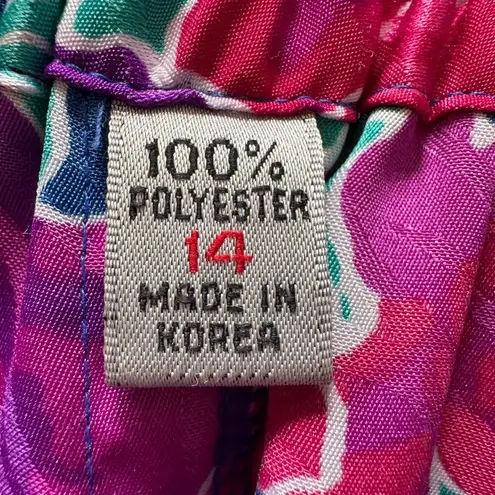 100%
POLYESTER
14
MADE IN
KOREA